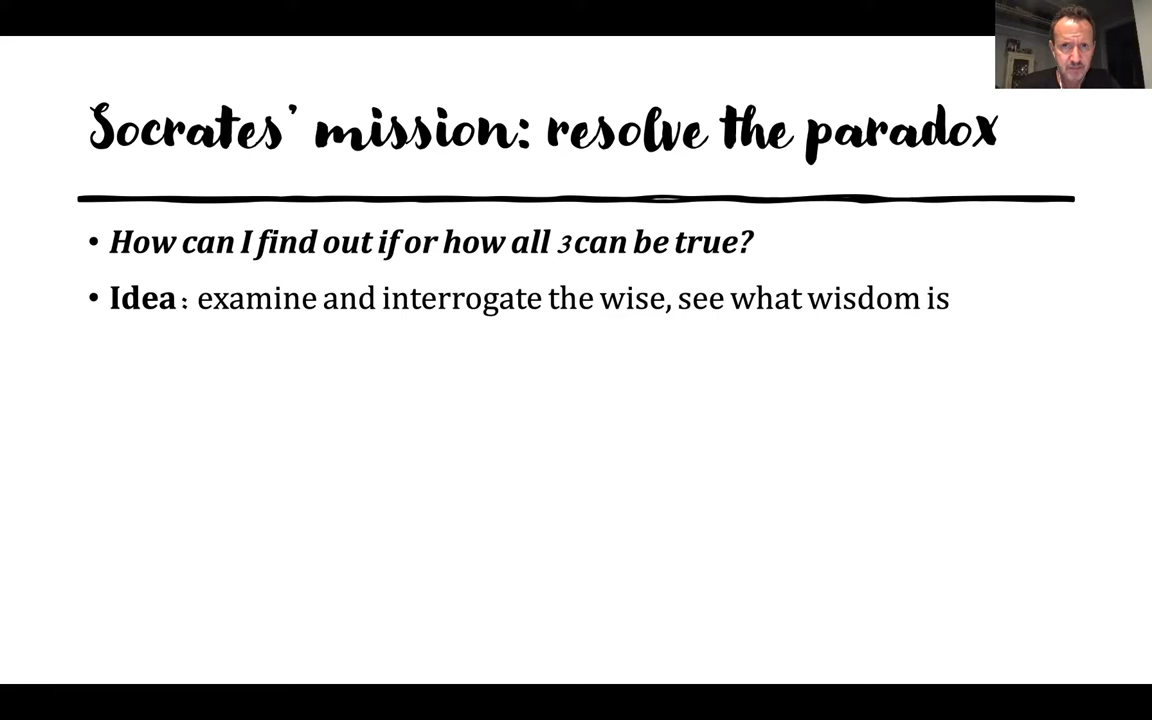 Socrates' mission: resolve the paradox
• How can I find out if or how all 3 can be true?
• Idea: examine and interrogate the wise, see what wisdom is